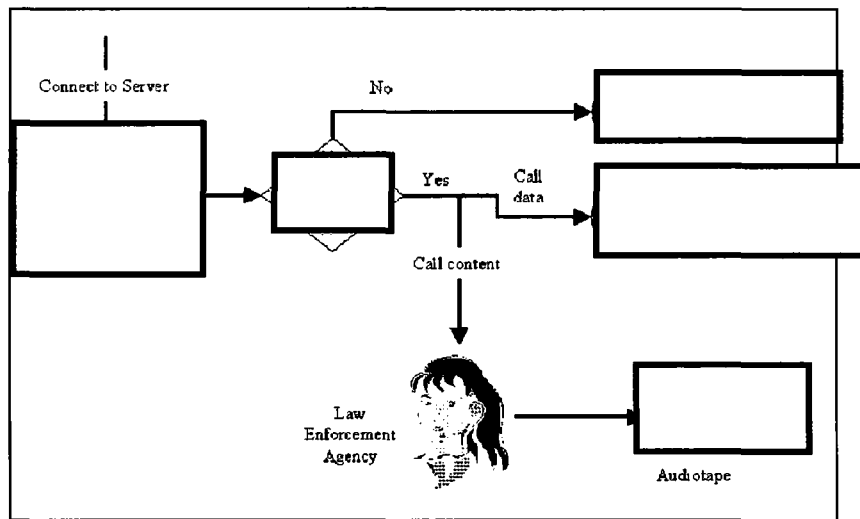 Connect to Server
No
Yes
Call
data
Call content
Law
Enforcement
Agency
Audiotape